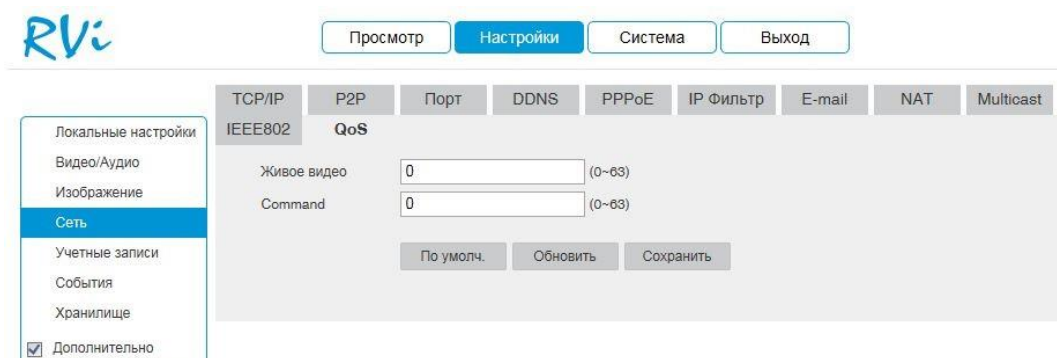 RVi
Просмотр Настройки Система Выход
TCP/IP P2P Порт DDNS PPPoE IP Фильтр E-mail NAT Multicast
IEEE802 QoS
Локальные настройки
Видео/Аудио
Изображение
Сеть
Учетные записи
События
Хранилище
Дополнительно
Живое видео 0 (0~63)
Command 0 (0~63)
По умолч. Обновить Сохранить